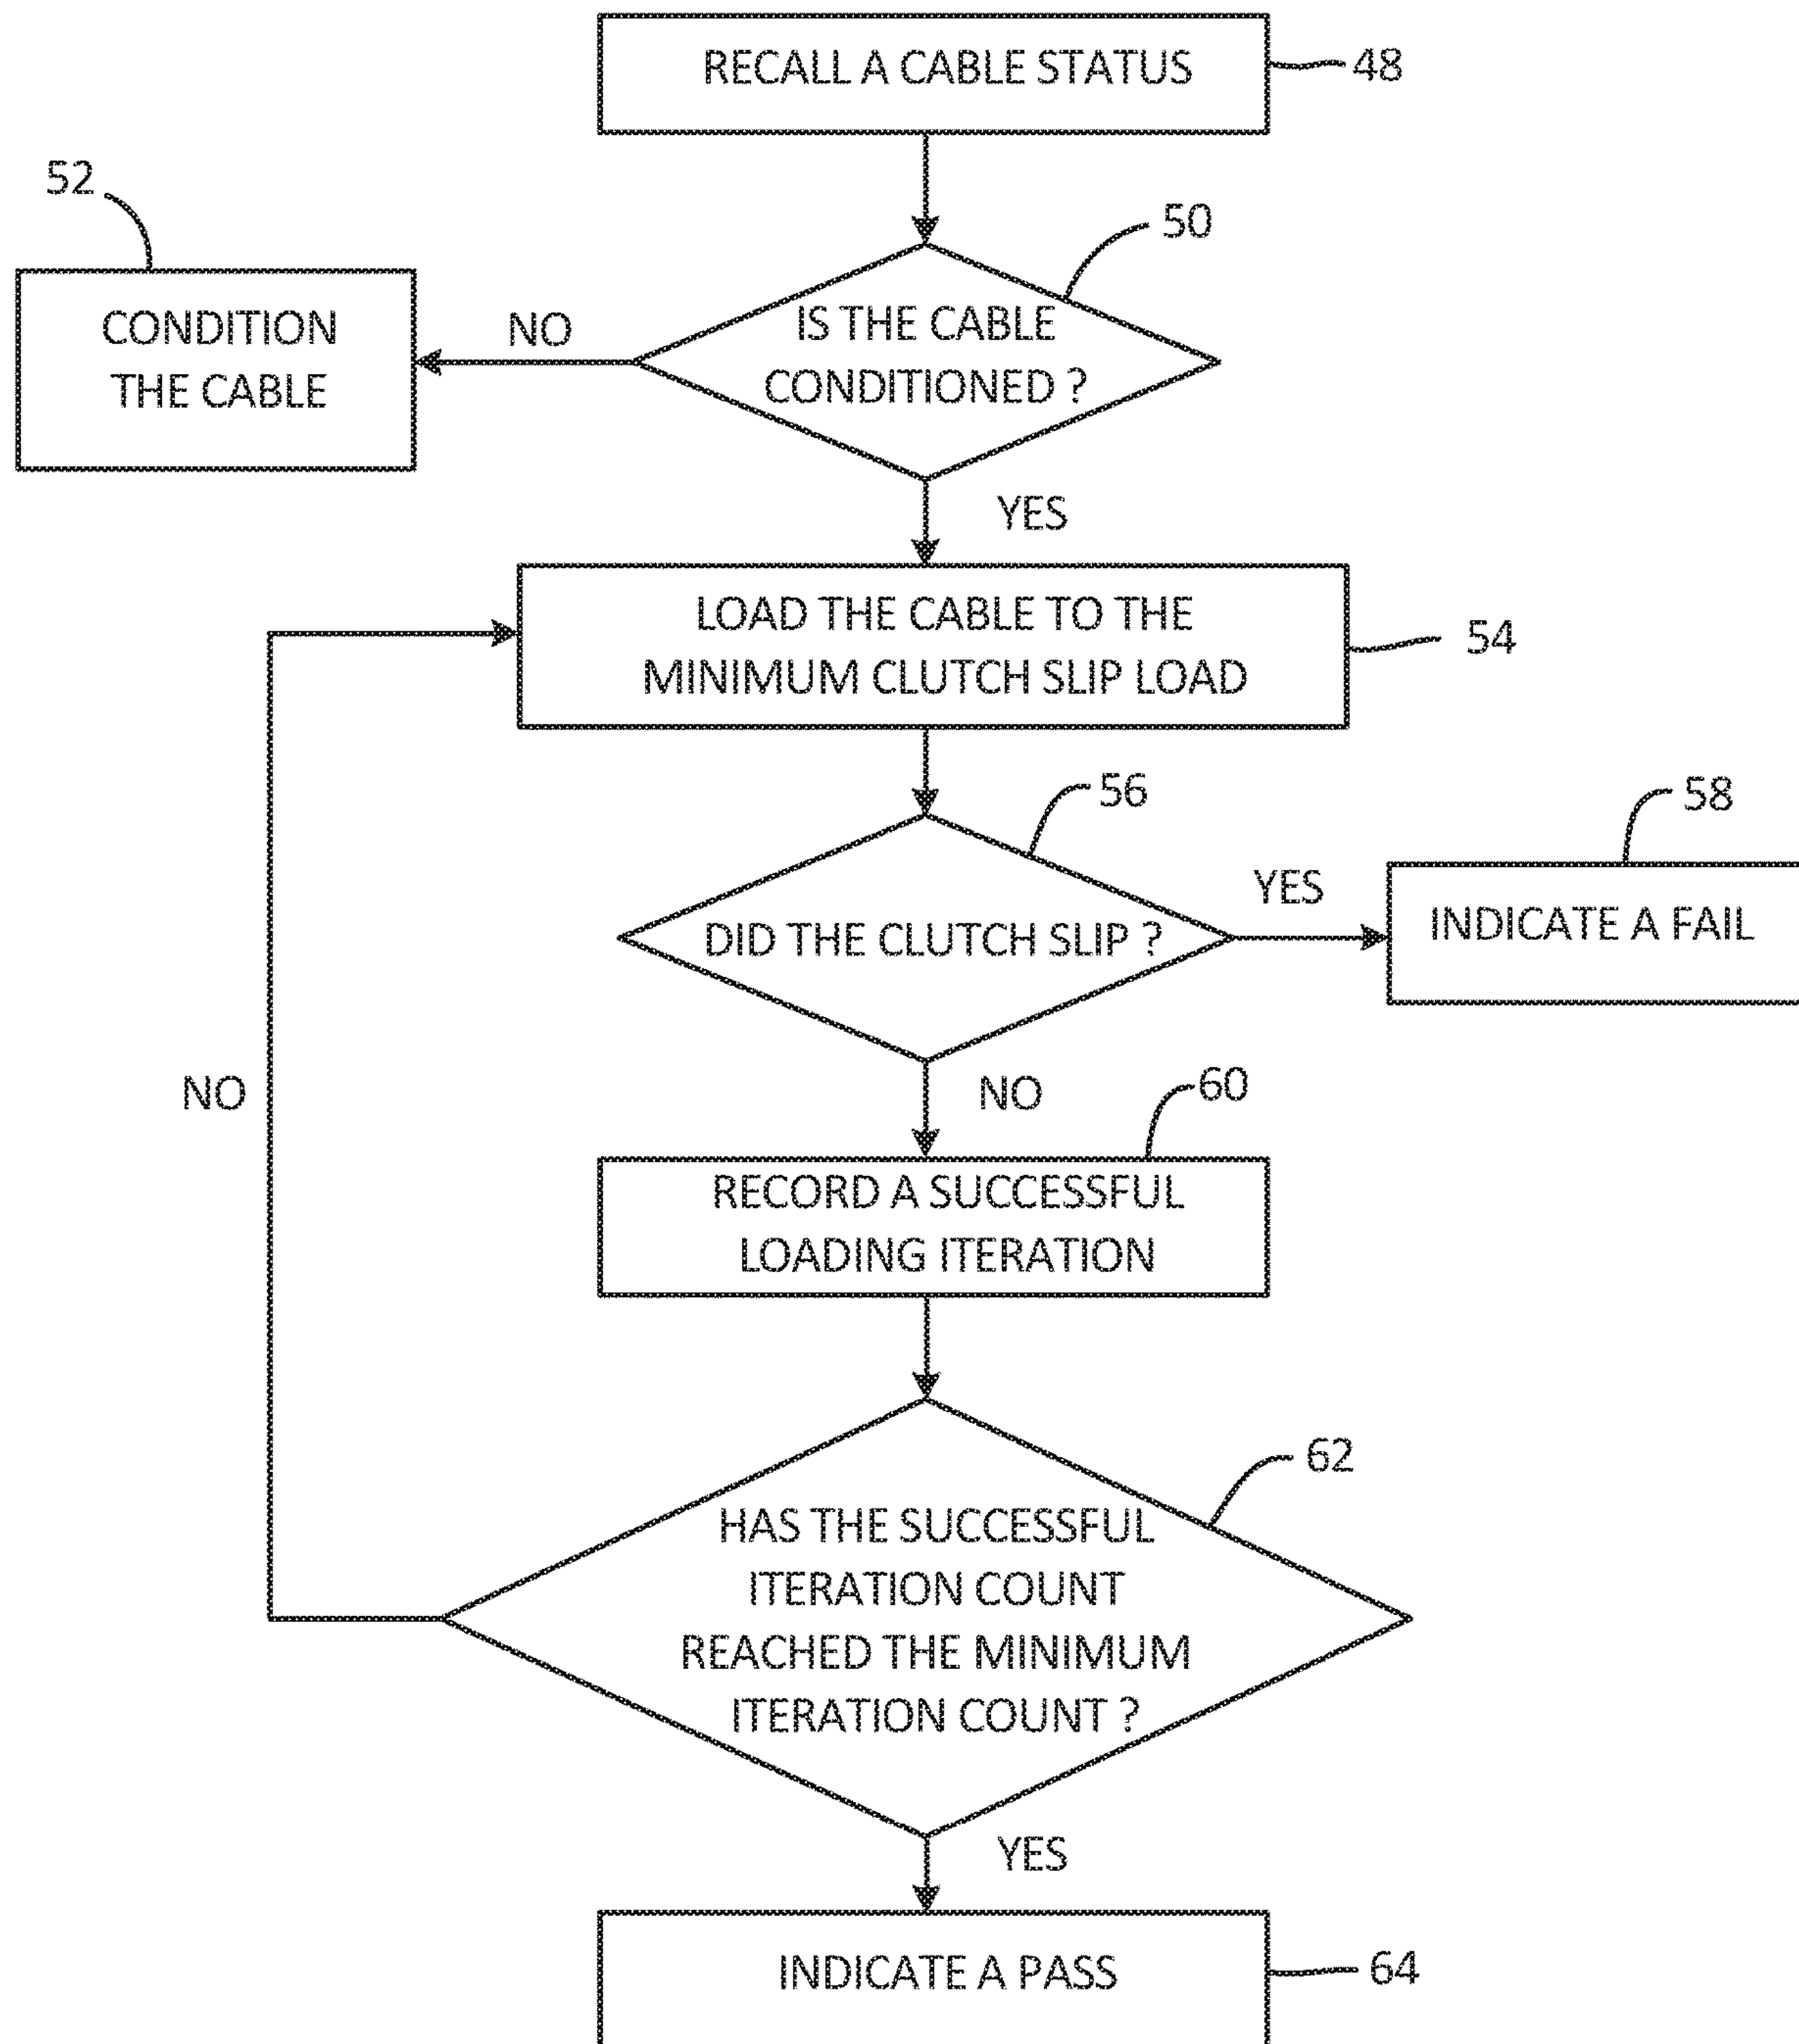 RECALL A CABLE STATUS
48
52
50
CONDITION
THE CABLE
NO
IS THE CABLE
CONDITIONED ?
YES
LOAD THE CABLE TO THE
MINIMUM CLUTCH SLIP LOAD
54
56
58
DID THE CLUTCH SLIP ?
YES
INDICATE A FAIL
NO
NO
60
RECORD A SUCCESSFUL
LOADING ITERATION
62
HAS THE SUCCESSFUL
ITERATION COUNT
REACHED THE MINIMUM
ITERATION COUNT ?
YES
INDICATE A PASS
64